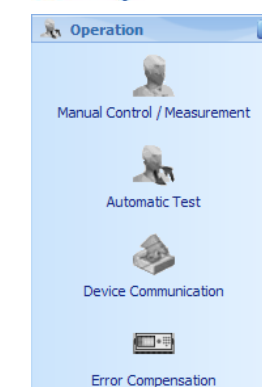 Operation
Manual Control / Measurement
Automatic Test
Device Communication
Error Compensation